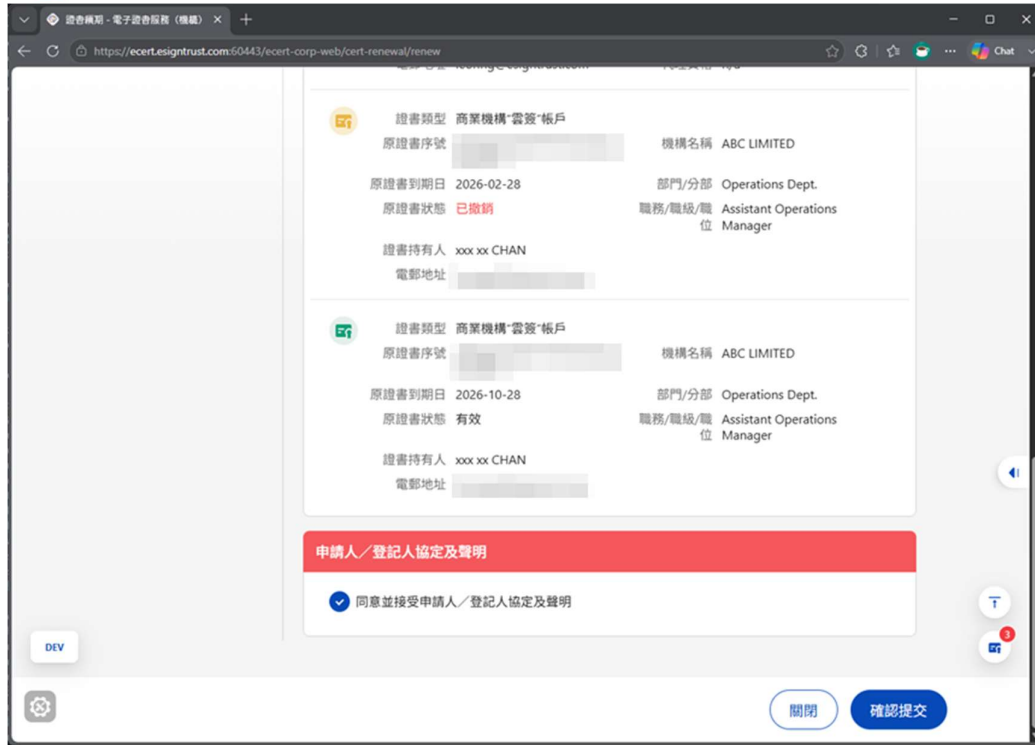 證書續期 - 電子證書服務（機構）
https://ecert.esigntrust.com:60443/ecert-corp-web/cert-renewal/renew
Chat
證書類型 商業機構"雲簽"帳戶
原證書序號
機構名稱 ABC LIMITED
原證書到期日 2026-02-28
部門/分部 Operations Dept.
原證書狀態 已撤銷
職務/職級/職位 Assistant Operations Manager
證書持有人 xxx xx CHAN
電郵地址
證書類型 商業機構"雲簽"帳戶
原證書序號
機構名稱 ABC LIMITED
原證書到期日 2026-10-28
部門/分部 Operations Dept.
原證書狀態 有效
職務/職級/職位 Assistant Operations Manager
證書持有人 xxx xx CHAN
電郵地址
申請人／登記人協定及聲明
同意並接受申請人／登記人協定及聲明
3
DEV
關閉
確認提交